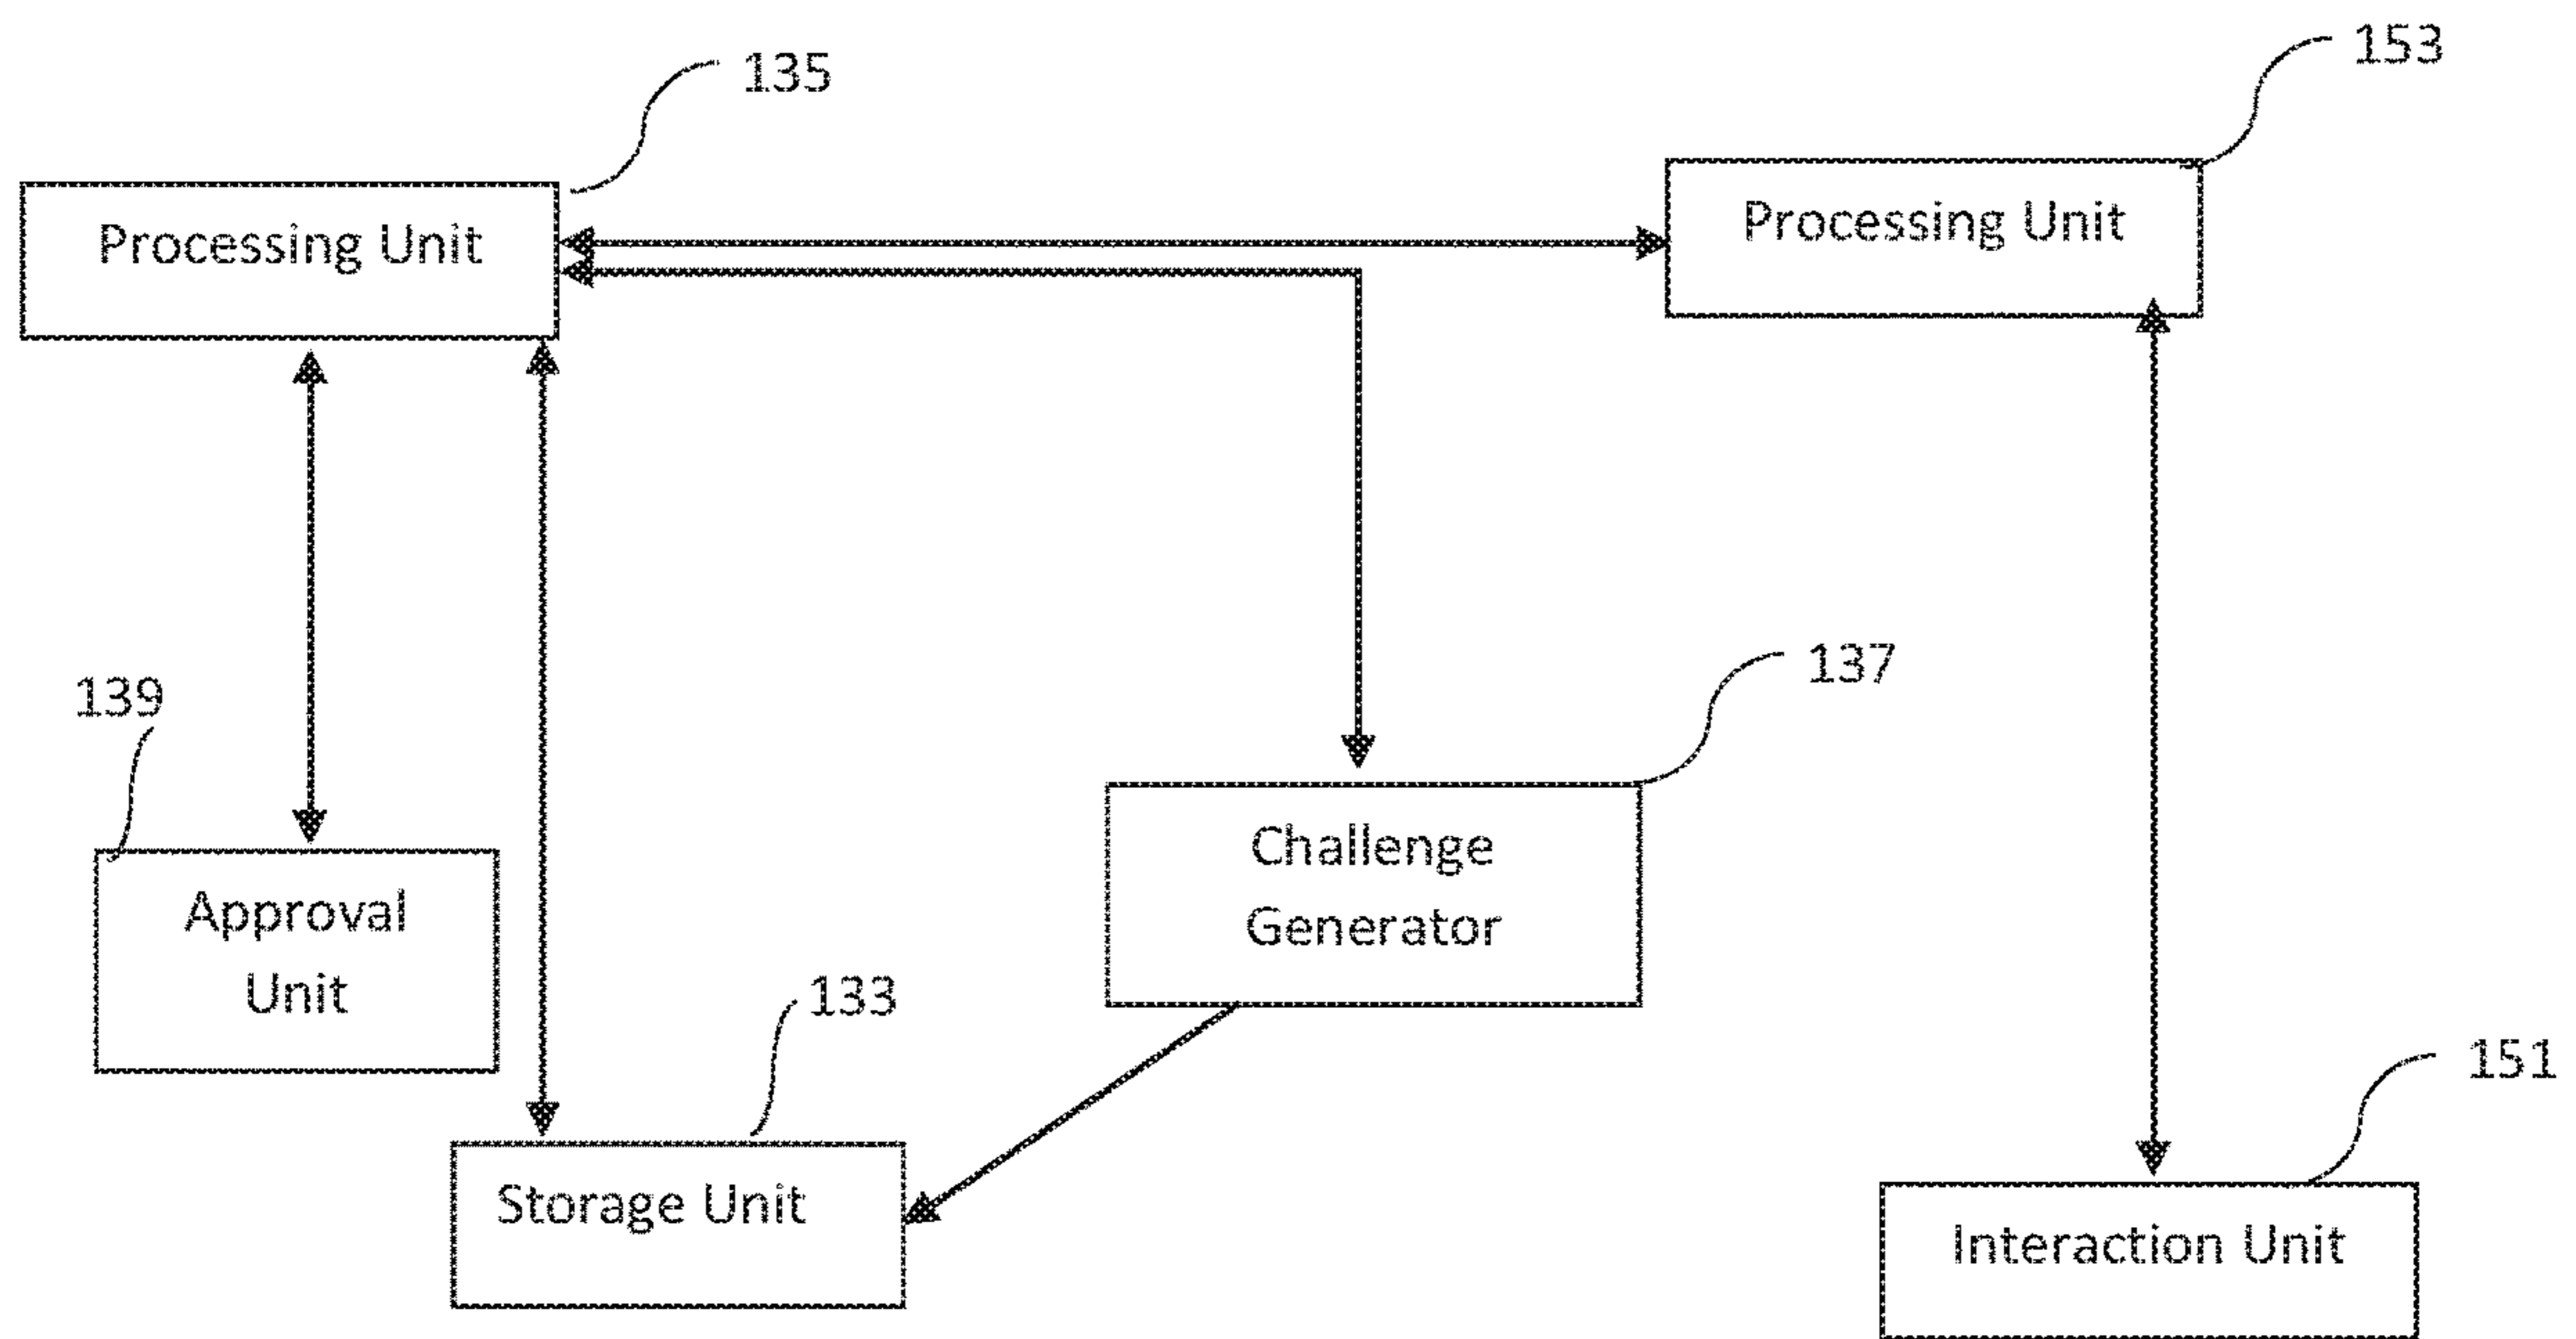 153
135
Processing Unit
Processing Unit
137
139
Challenge
Generator
Approval
Unit
133
151
Storage Unit
Interaction Unit